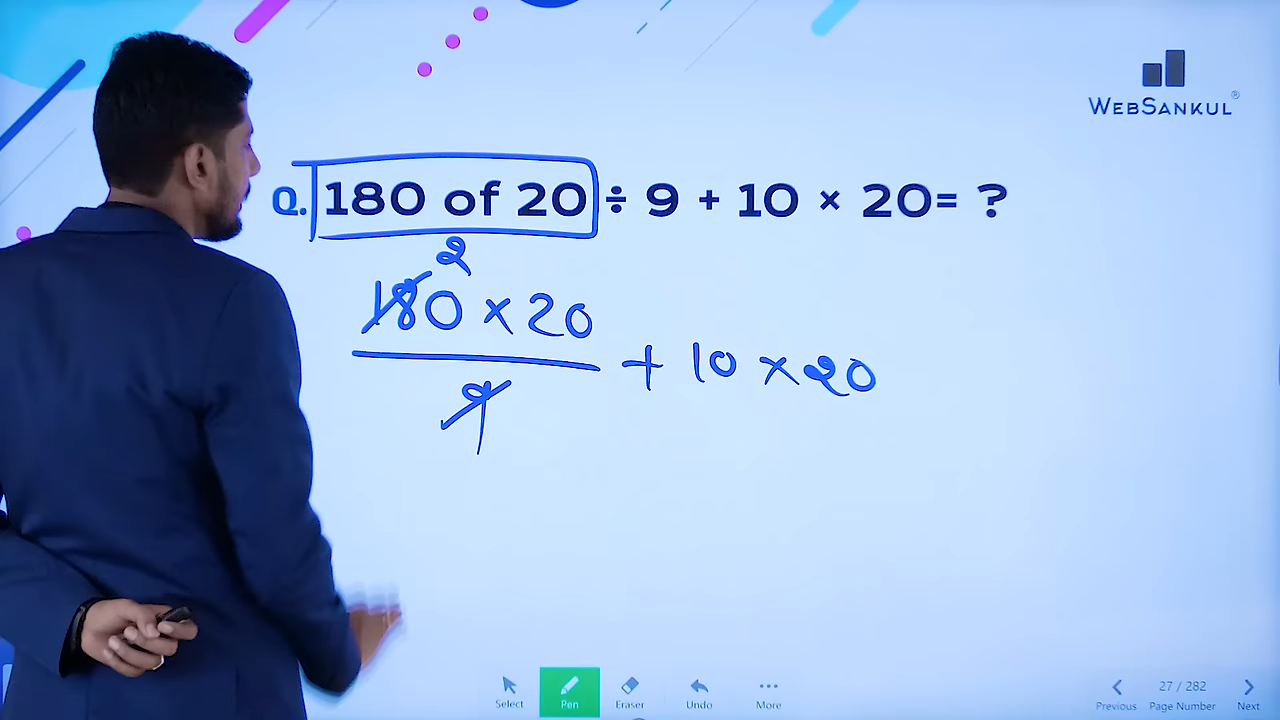 WEBSANKUL®
Q. 180 of 20 ÷ 9 + 10 × 20= ?
2
180 × 20
9
+ 10 × 20
Select
Pen
Eraser
Undo
More
27 / 282
Previous
Page Number
Next